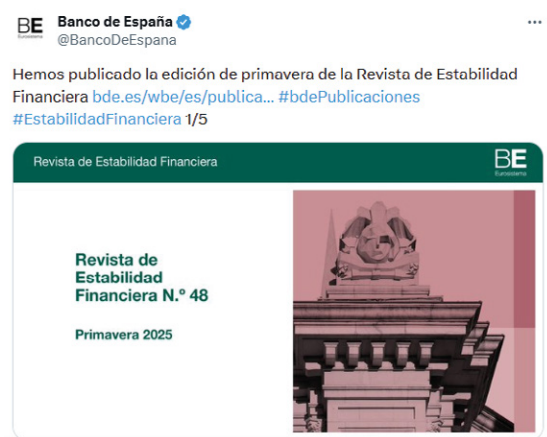 BE
Eurosistema
Banco de España
@BancoDeEspana
Hemos publicado la edición de primavera de la Revista de Estabilidad
Financiera bde.es/wbe/es/publica... #bdePublicaciones
#EstabilidadFinanciera 1/5
Revista de Estabilidad Financiera
BE
Eurosistema
Revista de
Estabilidad
Financiera N.º 48
Primavera 2025